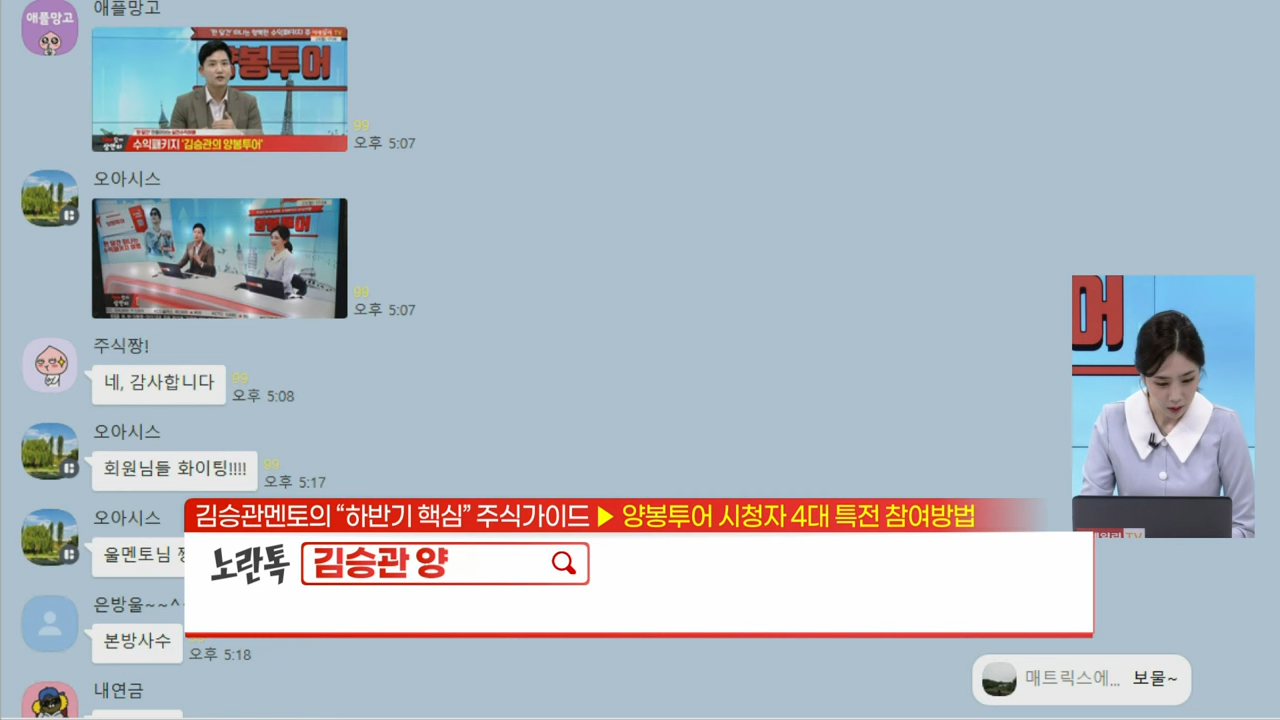 애플망고
애플망고
봉투어
수익패키지 '김승관의 양봉투어'
99
오후 5:07
오아시스
양봉투어
99
오후 5:07
주식짱!
네, 감사합니다
99
오후 5:08
오아시스
회원님들 화이팅!!!!
99
오후 5:17
어
오아시스
울멘토님
김승관멘토의 “하반기 핵심” 주식가이드 ▶ 양봉투어 시청자 4대 특전 참여방법
노란톡 김승관 양
TV
은방울~~^
본방사수
오후 5:18
매트릭스에... 보물~
내연금